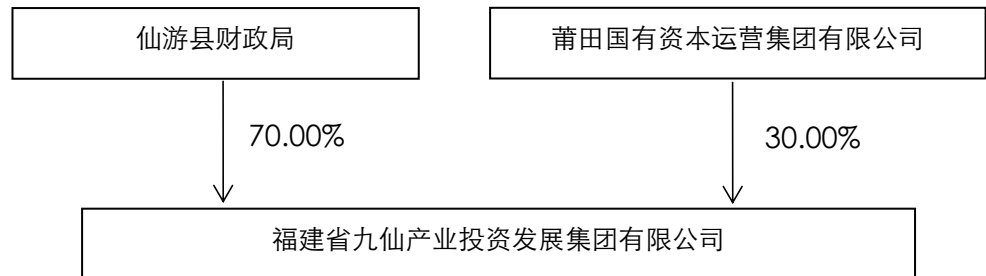 仙游县财政局
莆田国有资本运营集团有限公司
70.00%
30.00%
福建省九仙产业投资发展集团有限公司